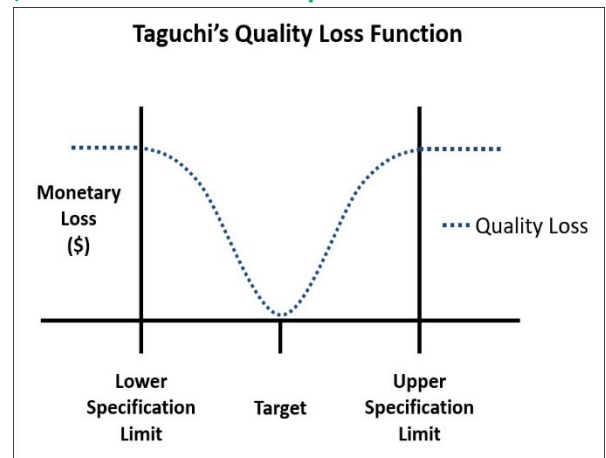 Taguchi's Quality Loss Function
Monetary
Loss
($)
Quality Loss
Lower
Specification
Limit
Target
Upper
Specification
Limit